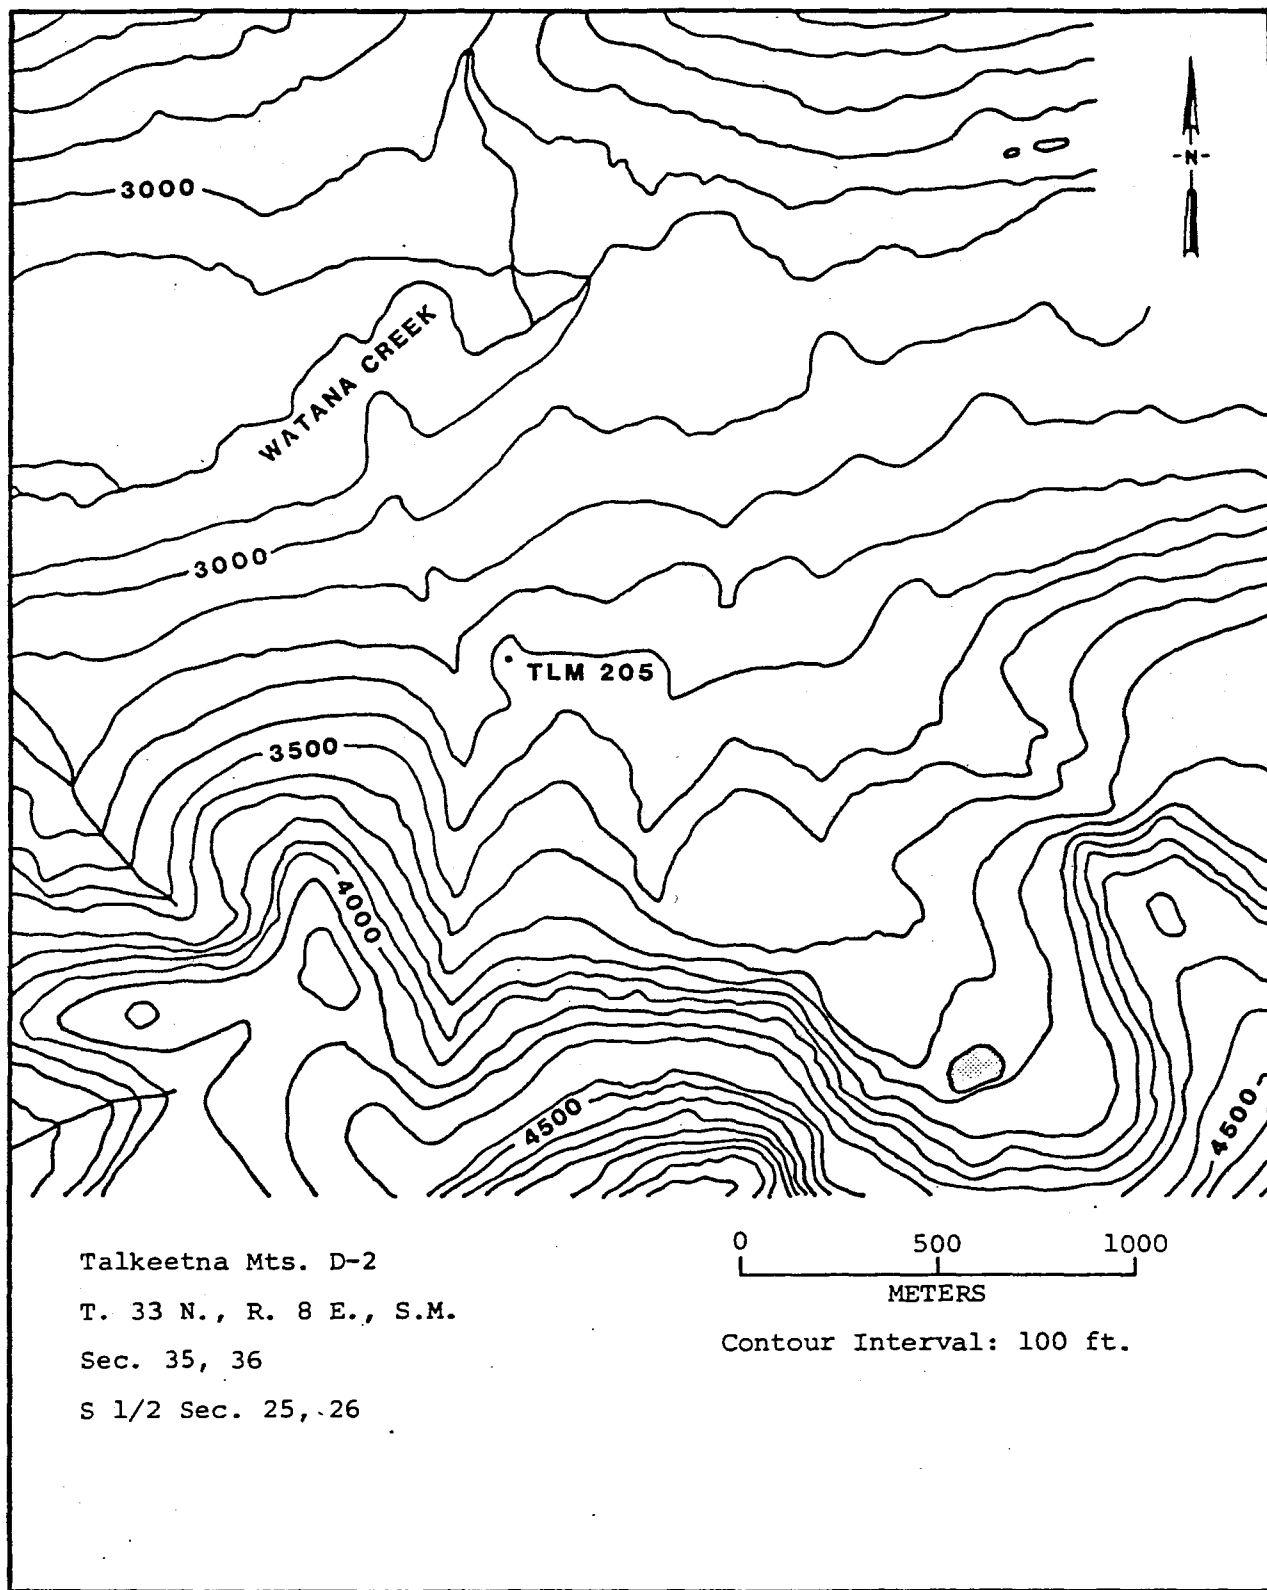 -N-
3000
WATANA CREEK
3000
TLM 205
3500
4000
4500
4500
Talkeetna Mts. D-2
T. 33 N., R. 8 E., S.M.
Sec. 35, 36
S 1/2 Sec. 25, 26
0 500 1000
METERS
Contour Interval: 100 ft.